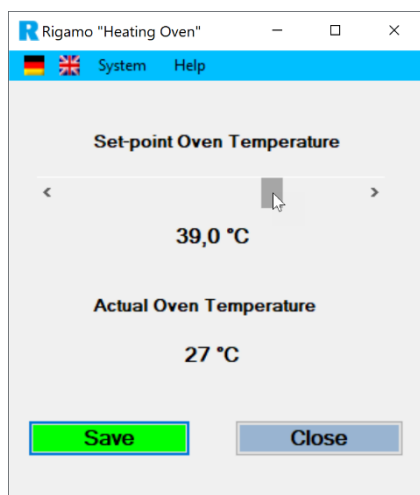 R Rigamo "Heating Oven"
System Help
Set-point Oven Temperature
39,0 °C
Actual Oven Temperature
27 °C
Save Close